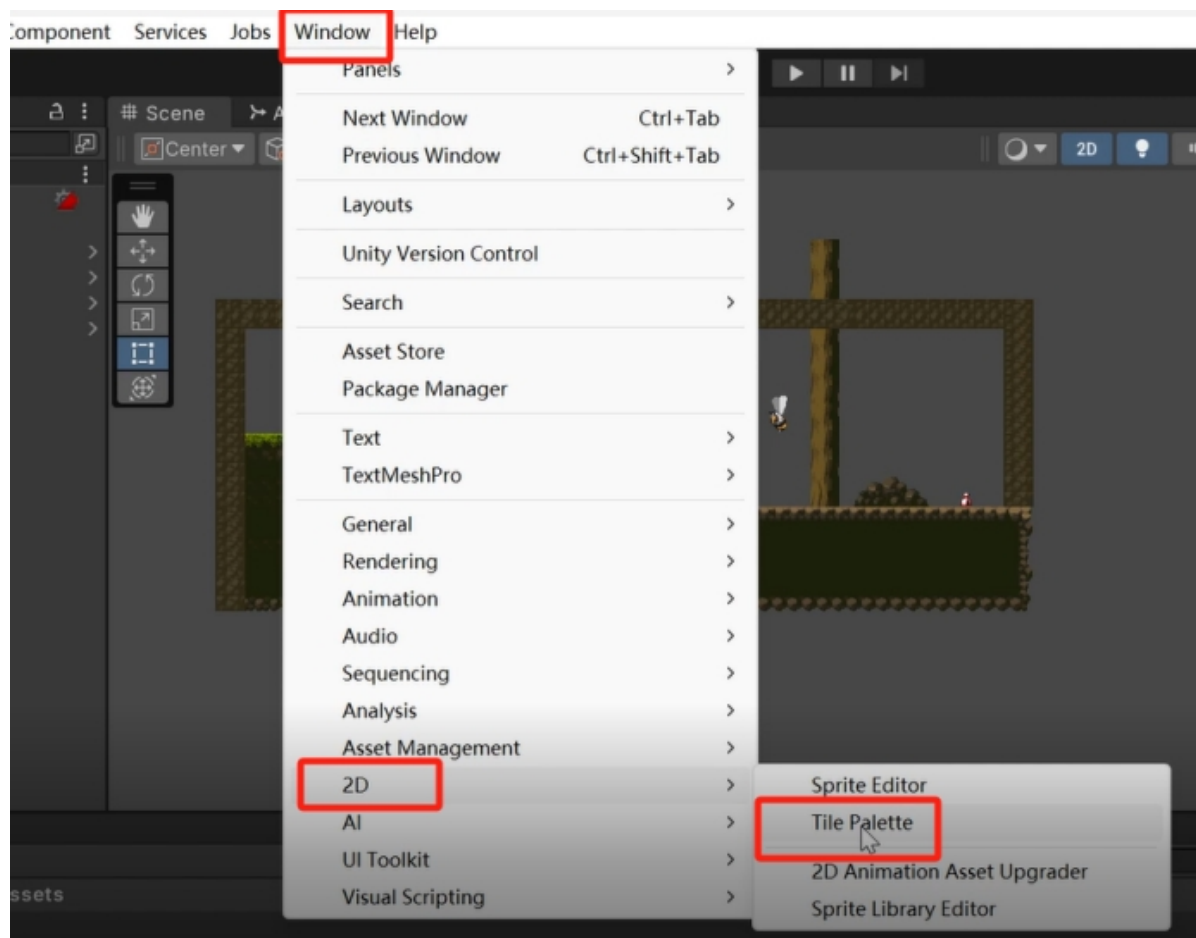 Component Services Jobs Window Help
Panels
# Scene
Next Window Ctrl+Tab
Center
Previous Window Ctrl+Shift+Tab
2D
Layouts
Unity Version Control
Search
Asset Store
Package Manager
Text
TextMeshPro
General
Rendering
Animation
Audio
Sequencing
Analysis
Asset Management
2D
Sprite Editor
AI
Tile Palette
UI Toolkit
2D Animation Asset Upgrader
ssets
Visual Scripting
Sprite Library Editor